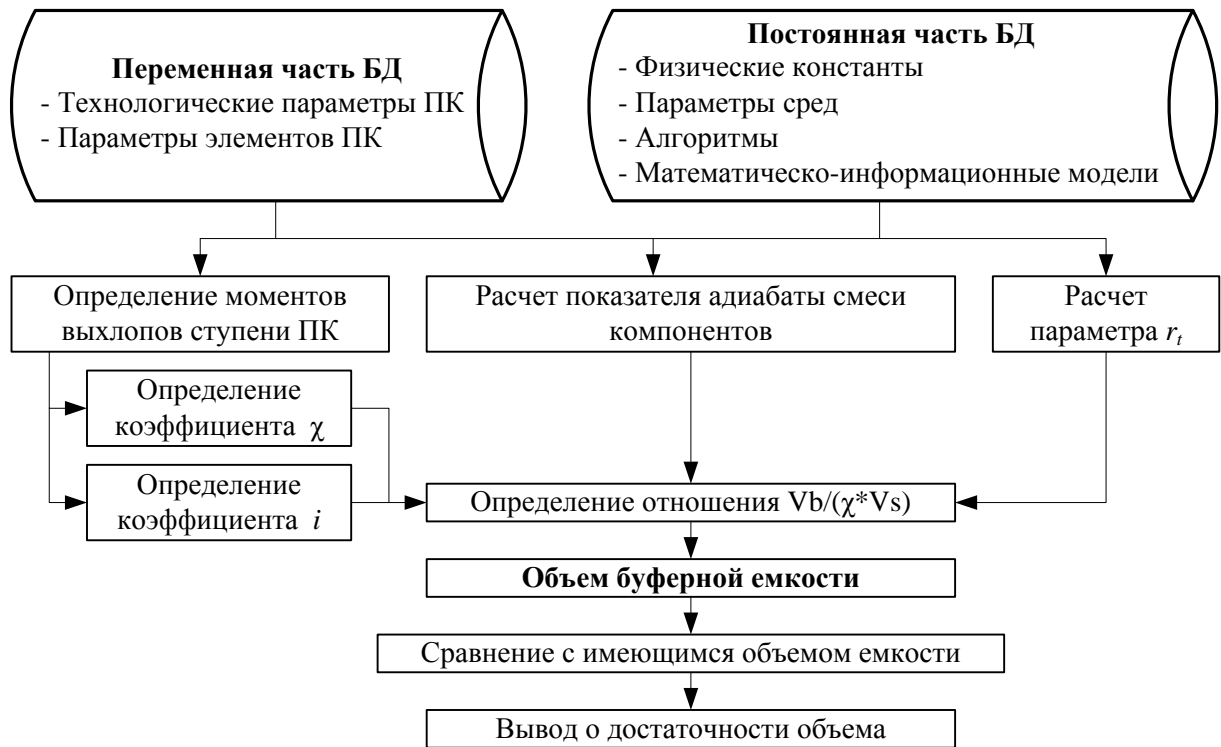 Переменная часть БД
- Технологические параметры ПК
- Параметры элементов ПК
Постоянная часть БД
- Физические константы
- Параметры сред
- Алгоритмы
- Математическо-информационные модели
Определение моментов
выхлопов ступени ПК
Расчет показателя адиабаты смеси
компонентов
Расчет
параметра rₜ
Определение
коэффициента χ
Определение
коэффициента i
Определение отношения Vb/(χ*Vs)
Объем буферной емкости
Сравнение с имеющимся объемом емкости
Вывод о достаточности объема